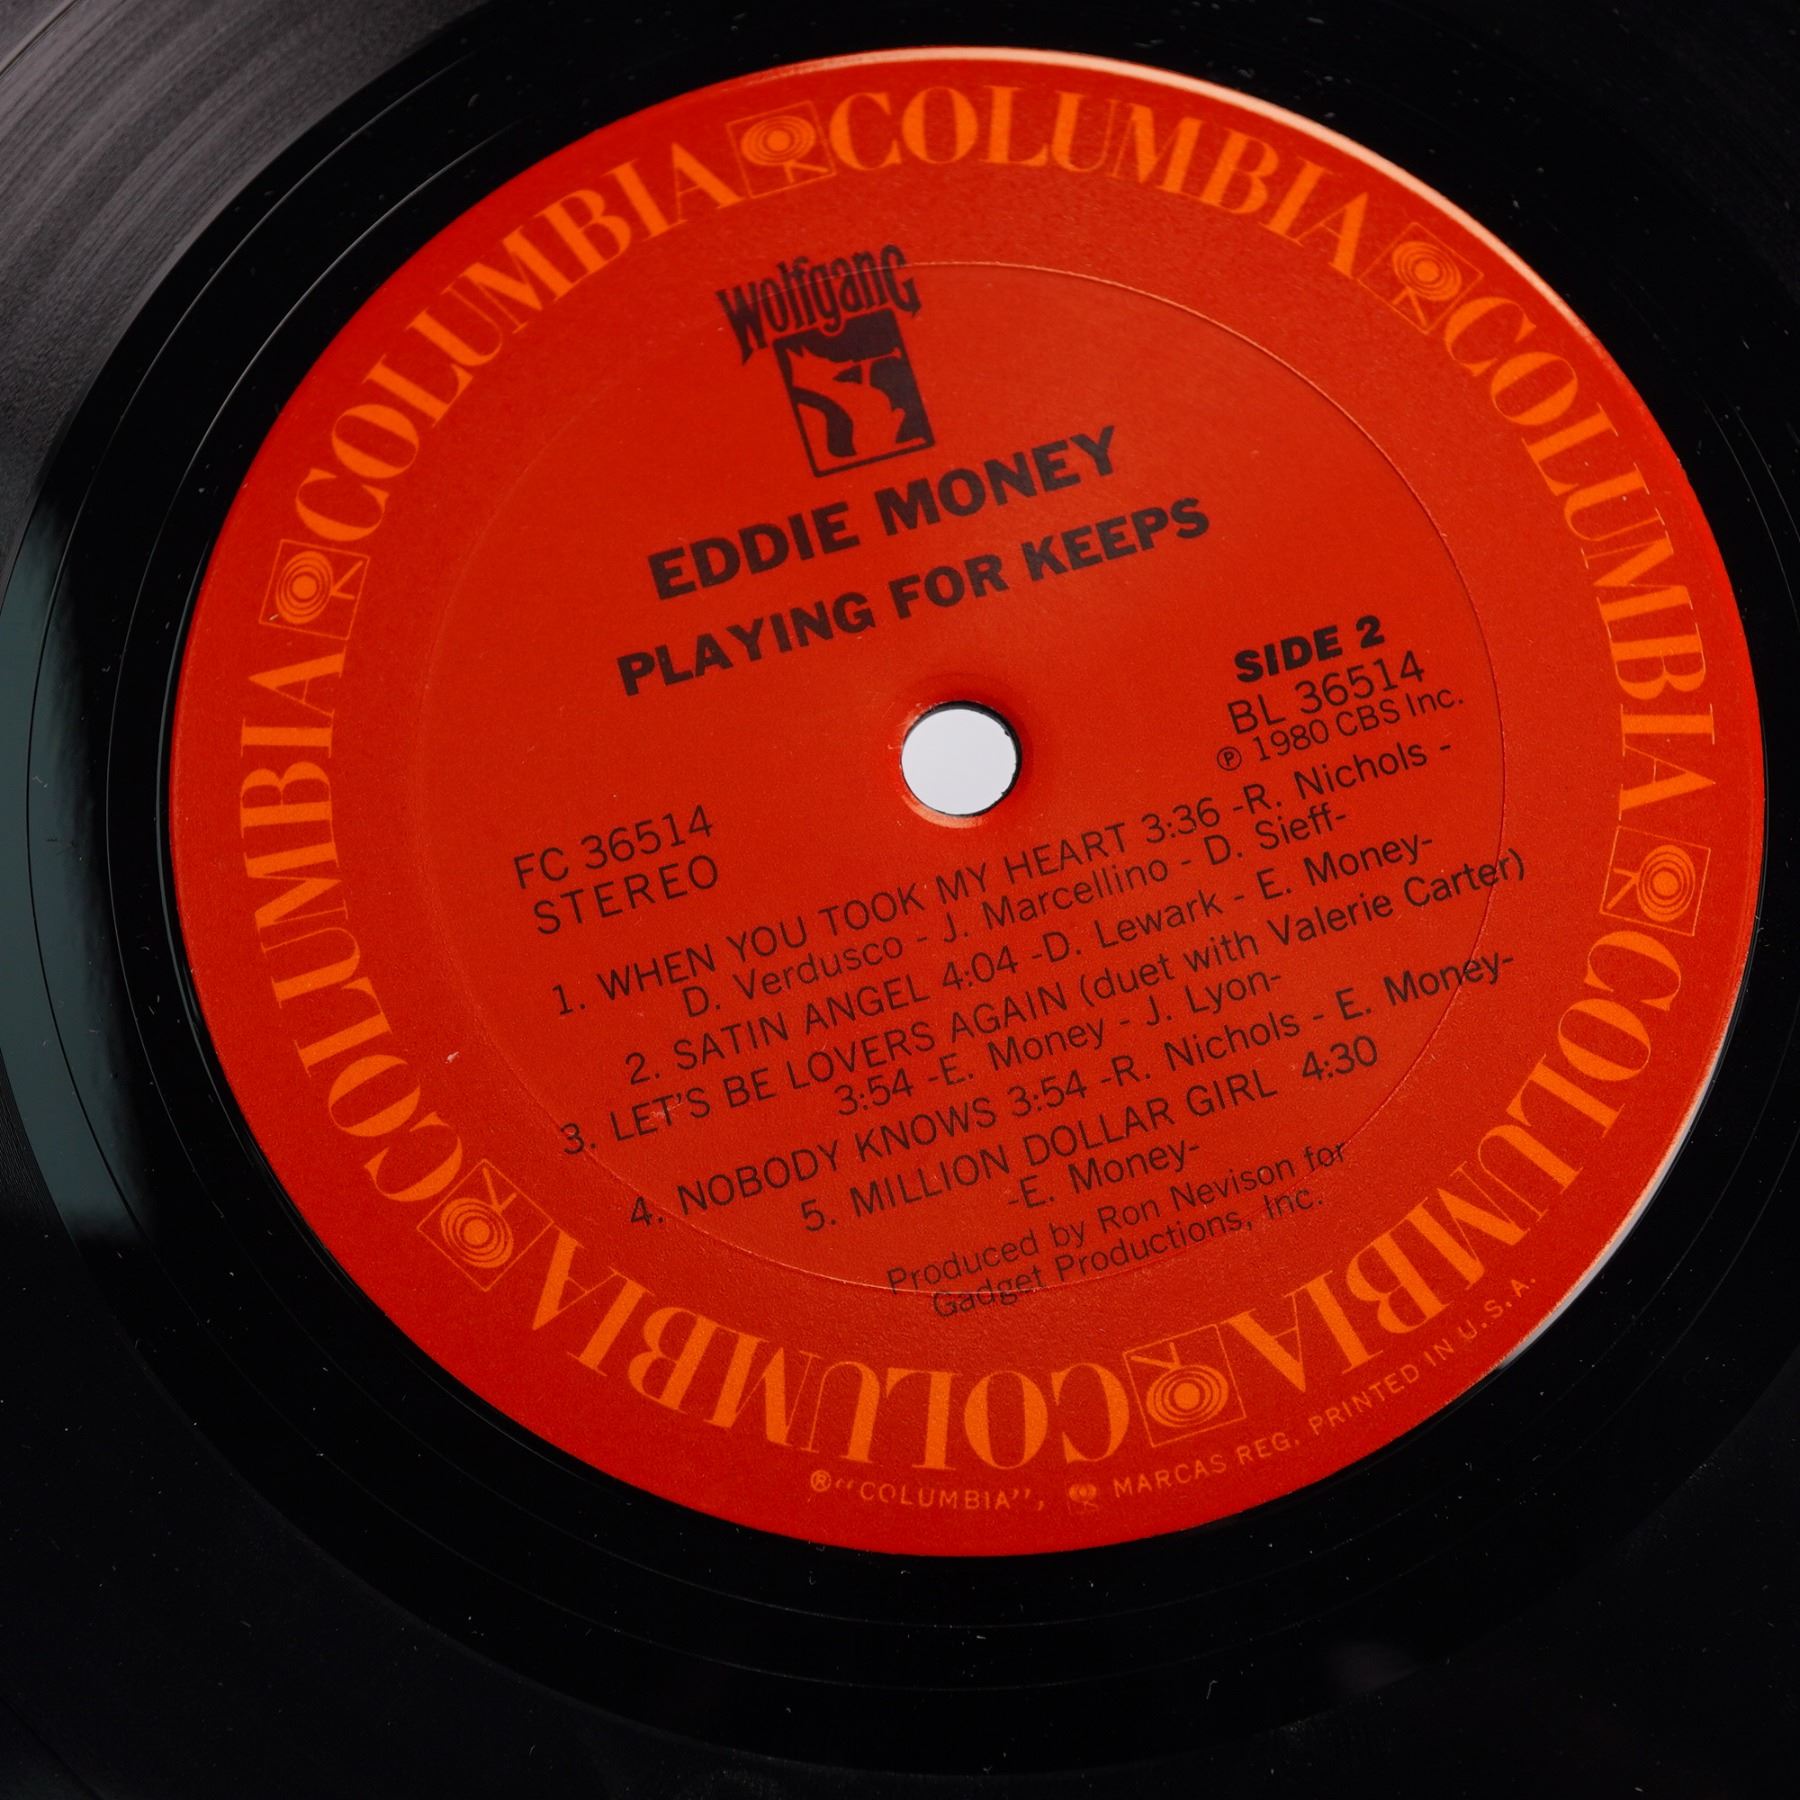 COLUMBIA COLUMBIA COLUMBIA COLUMBIA COLUMBIA COLUMBIA
Wolfgang
EDDIE MONEY
PLAYING FOR KEEPS
SIDE 2
BL 36514
℗ 1980 CBS Inc.
FC 36514
STEREO
1. WHEN YOU TOOK MY HEART 3:36 -R. Nichols -
D. Verdusco - J. Marcellino - D. Sieff-
2. SATIN ANGEL 4:04 -D. Lewark - E. Money-
3. LET'S BE LOVERS AGAIN (duet with Valerie Carter)
3:54 -E. Money - J. Lyon-
4. NOBODY KNOWS 3:54 -R. Nichols - E. Money-
5. MILLION DOLLAR GIRL 4:30
-E. Money-
Produced by Ron Nevison for
Gadget Productions, Inc.
®"COLUMBIA", MARCAS REG. PRINTED IN U.S.A.